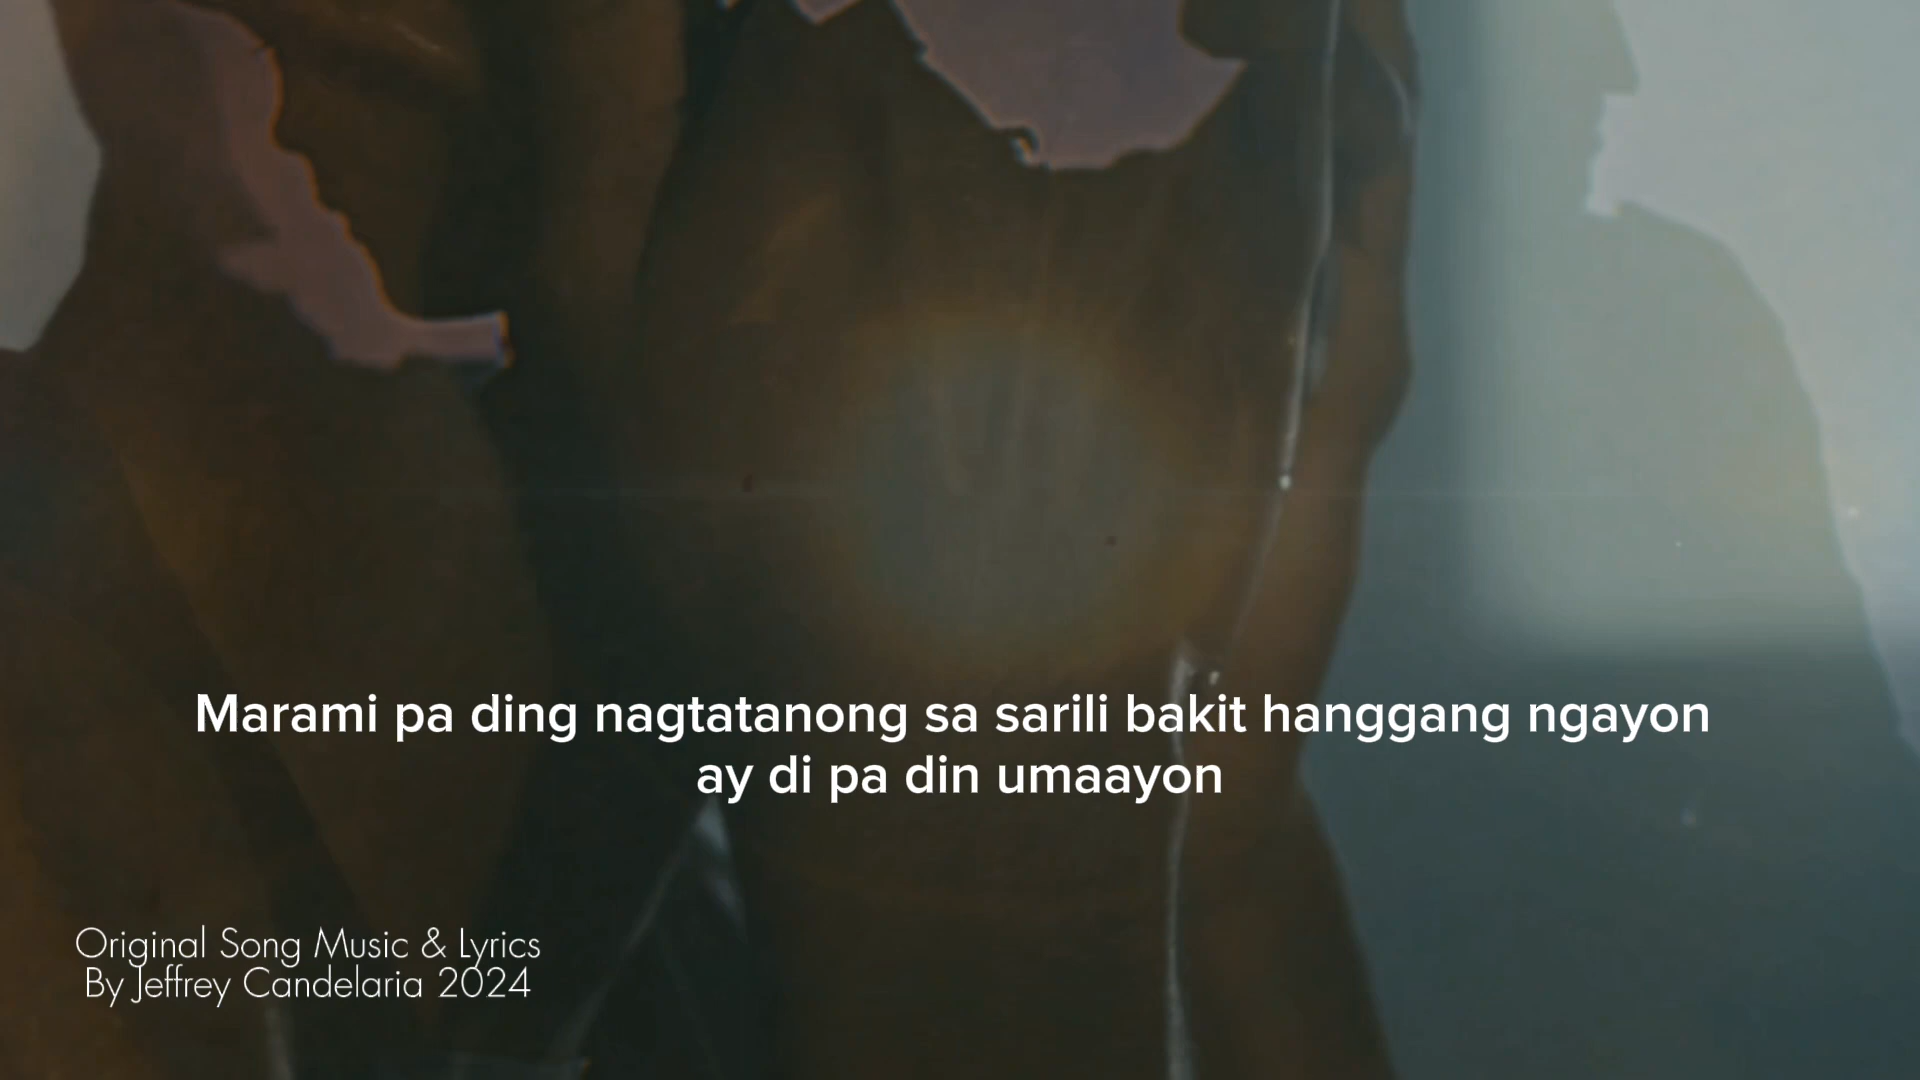 Marami pa ding nagtatanong sa sarili bakit hanggang ngayon
ay di pa din umaayon
Original Song Music & Lyrics
By Jeffrey Candelaria 2024